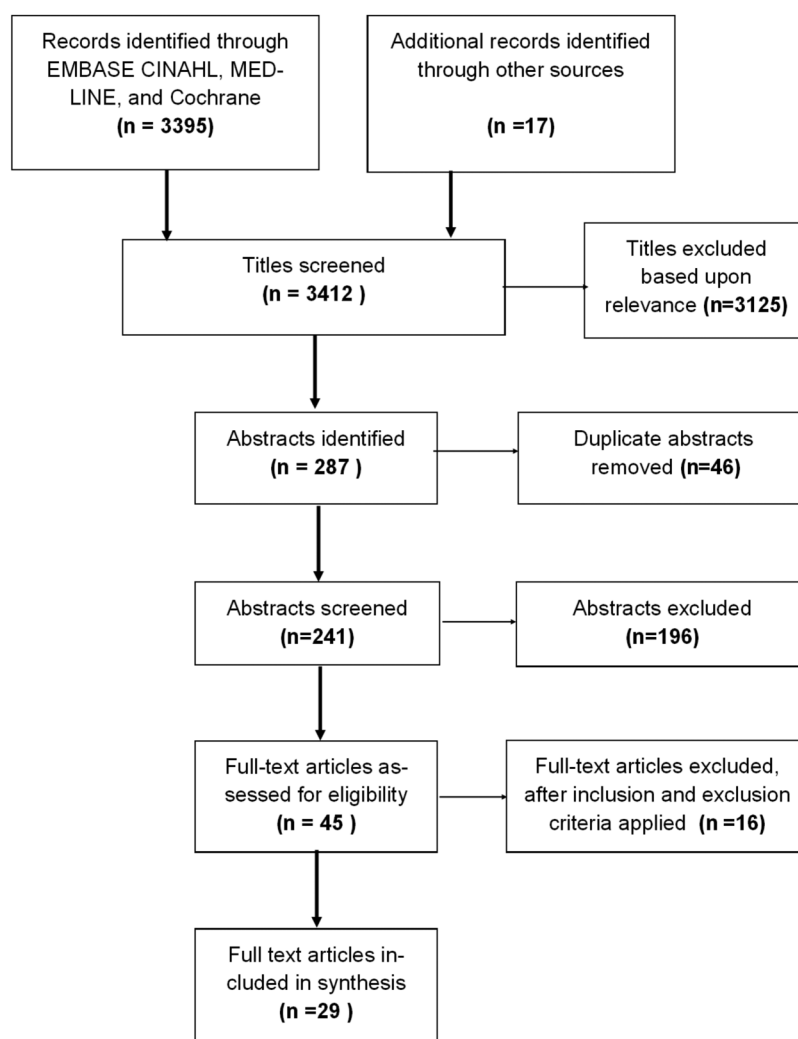 Records identified through
EMBASE CINAHL, MED-
LINE, and Cochrane
(n = 3395)
Additional records identified
through other sources
(n =17)
Titles screened
(n = 3412 )
Titles excluded
based upon
relevance (n=3125)
Abstracts identified
(n = 287 )
Duplicate abstracts
removed (n=46)
Abstracts screened
(n=241)
Abstracts excluded
(n=196)
Full-text articles as-
sessed for eligibility
(n = 45 )
Full-text articles excluded,
after inclusion and exclusion
criteria applied (n =16)
Full text articles in-
cluded in synthesis
(n =29 )